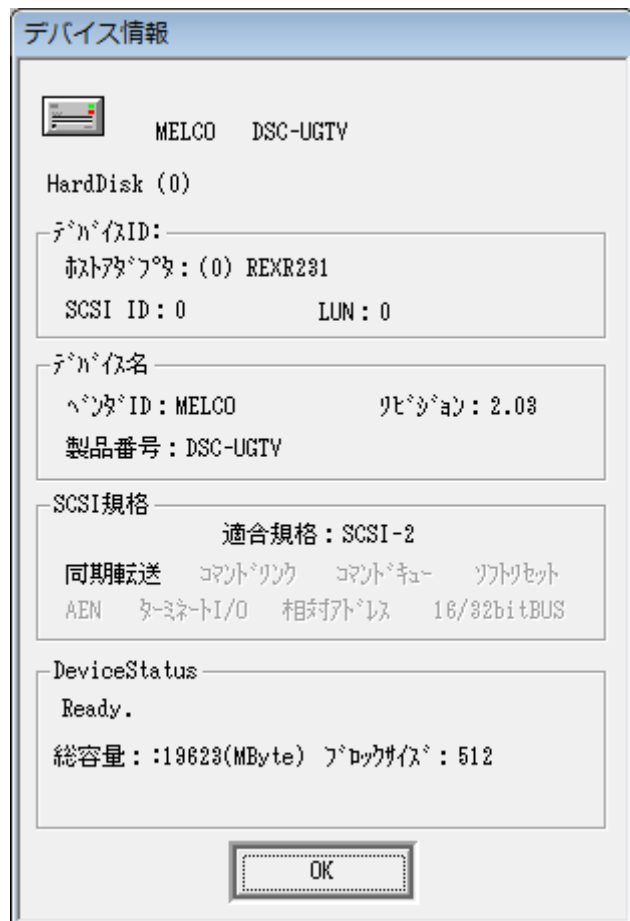 デバイス情報
MELCO DSC-UGTV
HardDisk (0)
ﾃﾞﾊﾞｲｽID:
ﾎｽﾄｱﾀﾞﾌﾟﾀ：(0) REXR231
SCSI ID：0 LUN：0
ﾃﾞﾊﾞｲｽ名
ﾍﾞﾝﾀﾞID：MELCO ﾘﾋﾞｼﾞｮﾝ：2.03
製品番号：DSC-UGTV
SCSI規格
適合規格：SCSI-2
同期転送 ｺﾏﾝﾄﾞﾘﾝｸ ｺﾏﾝﾄﾞｷｭｰ ｿﾌﾄﾘｾｯﾄ
AEN ﾀｰﾐﾈｰﾄI/O 相対ｱﾄﾞﾚｽ 16/32bitBUS
DeviceStatus
Ready.
総容量：:19623(MByte) ﾌﾞﾛｯｸｻｲｽﾞ：512
OK